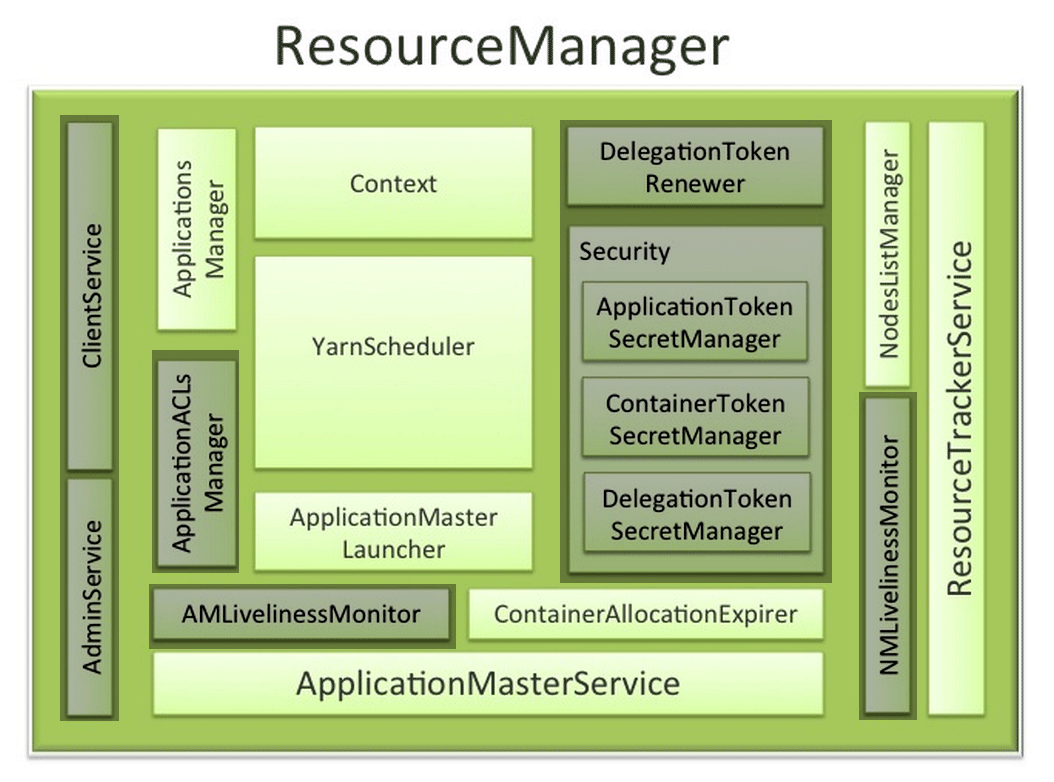 ResourceManager
ClientService
AdminService
Applications
Manager
ApplicationACLs
Manager
Context
YarnScheduler
ApplicationMaster
Launcher
AMLivelinessMonitor
ContainerAllocationExpirer
ApplicationMasterService
DelegationToken
Renewer
Security
ApplicationToken
SecretManager
ContainerToken
SecretManager
DelegationToken
SecretManager
NodesListManager
NMLivelinessMonitor
ResourceTrackerService